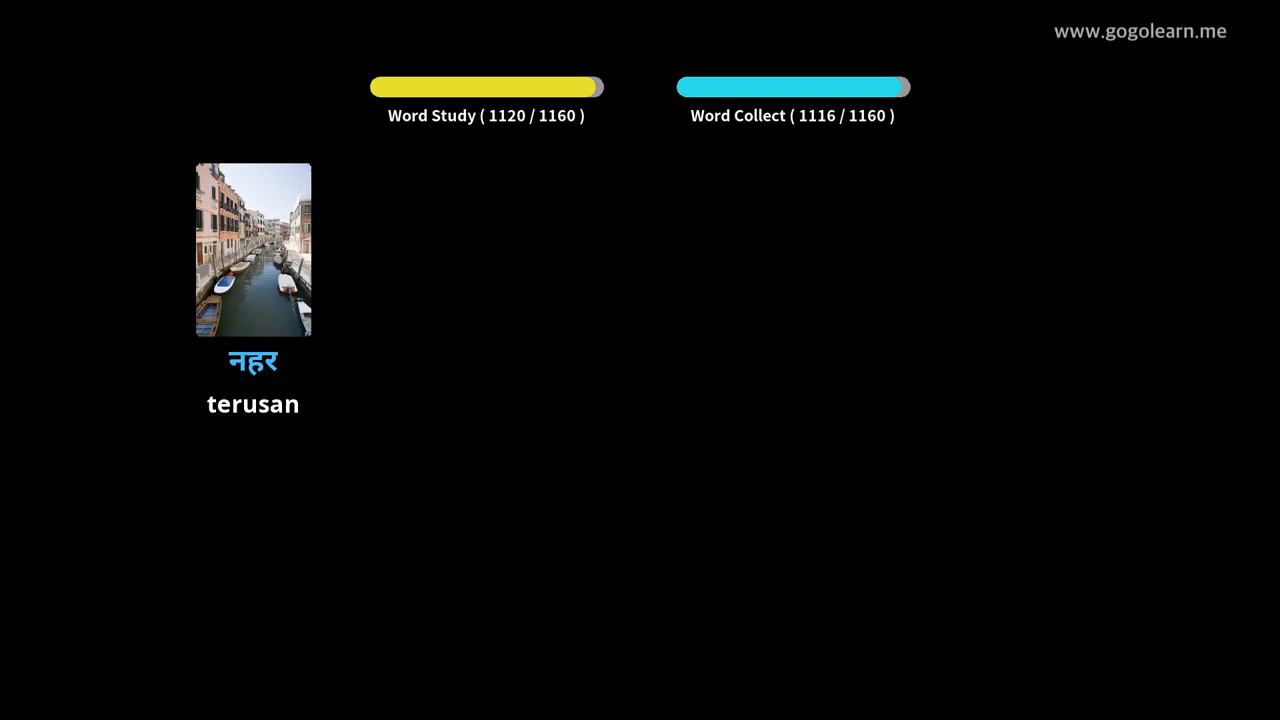 www.gogolearn.me
Word Study ( 1120 / 1160 )
Word Collect ( 1116 / 1160 )
नहर
terusan